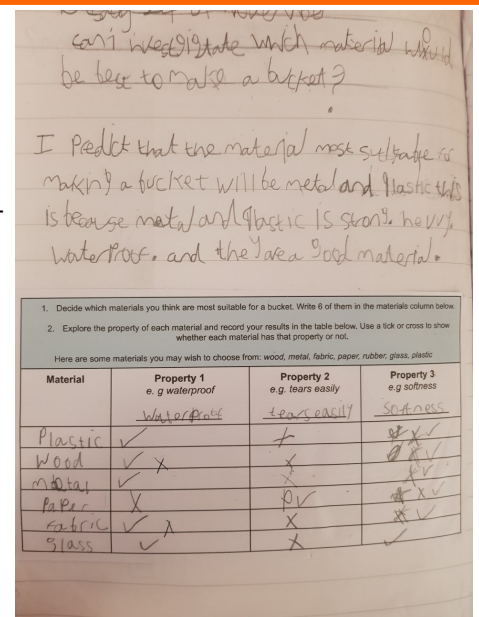 can i investigitate which material would
be best to make a bucket?
I Predict that the material most suitable for
making a bucket will be metal and Plastic this
is because metal and plastic is strong. hevvy.
waterproof. and they are a good material.
1. Decide which materials you think are most suitable for a bucket. Write 6 of them in the materials column below.
2. Explore the property of each material and record your results in the table below. Use a tick or cross to show
whether each material has that property or not.
Here are some materials you may wish to choose from: wood, metal, fabric, paper, rubber, glass, plastic
Material Property 1 Property 2 Property 3
e. g waterproof e.g. tears easily e.g softness
Waterproof tears easily softness
Plastic ✓ X X ✓
Wood ✓ X X X ✓
metal ✓ X X ✓
Paper X ✓ X ✓
Fabric ✓ X X X ✓
glass ✓ X ✓